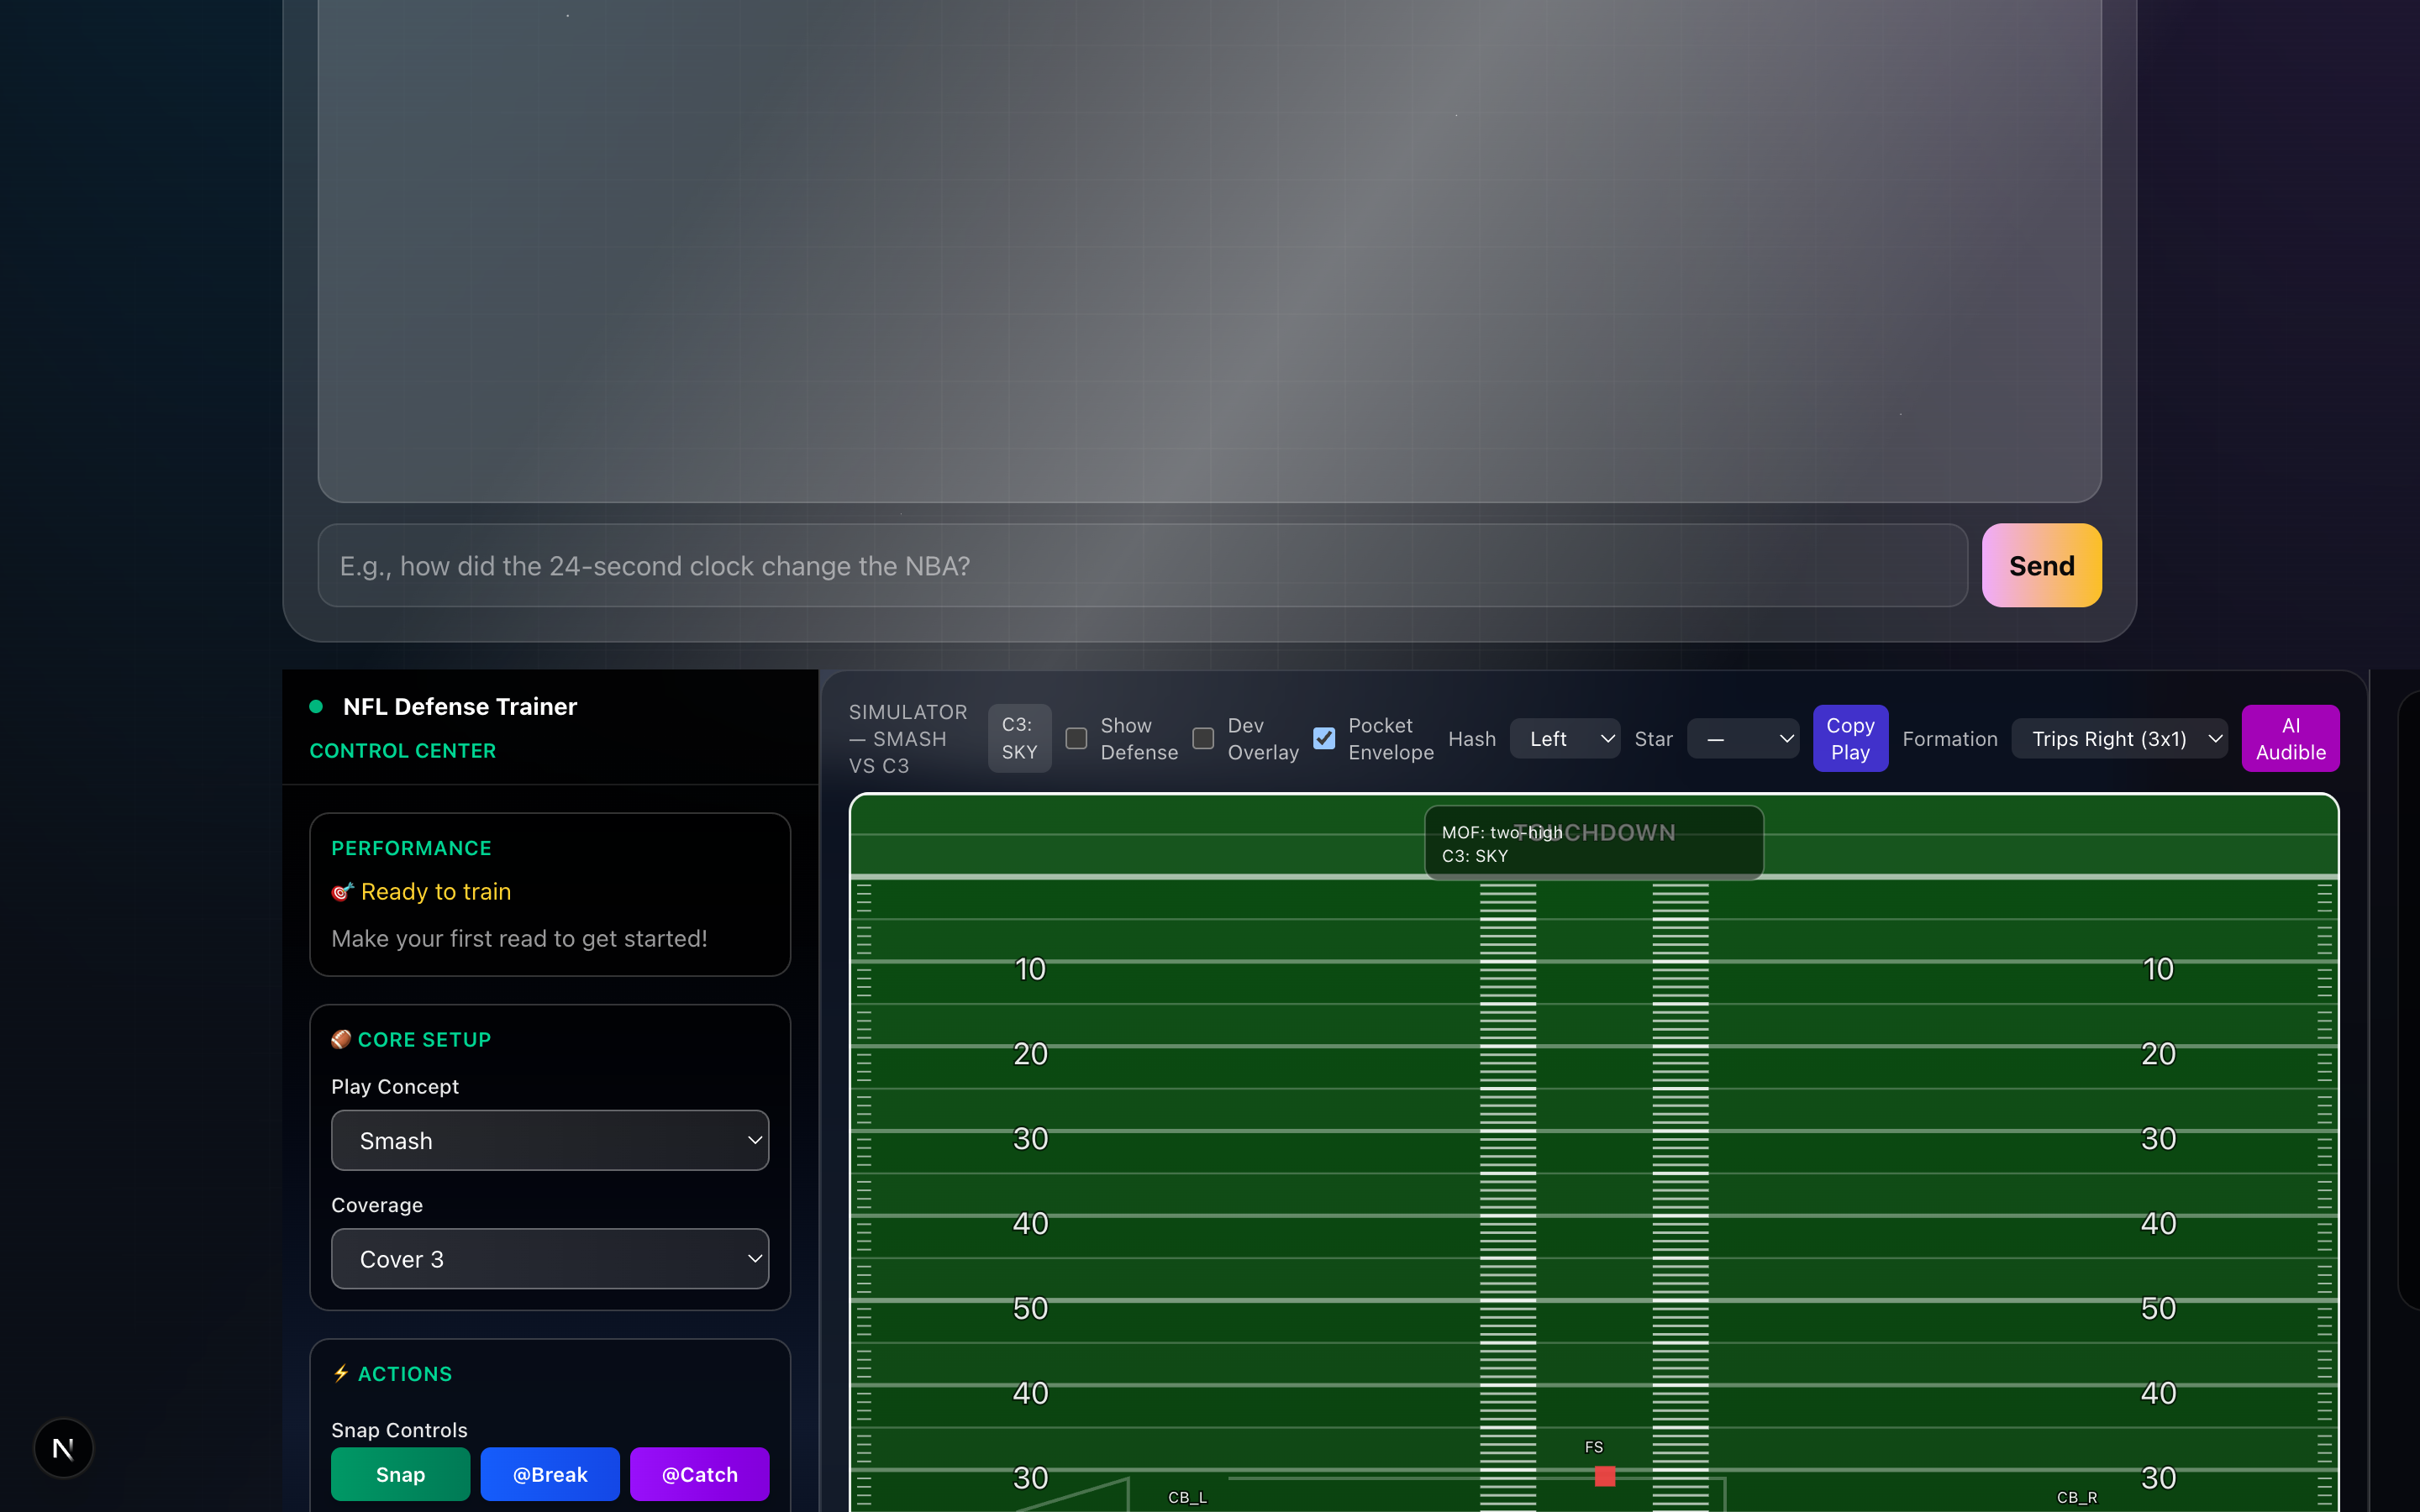 E.g., how did the 24-second clock change the NBA?
Send
NFL Defense Trainer
CONTROL CENTER
PERFORMANCE
Ready to train
Make your first read to get started!
CORE SETUP
Play Concept
Smash
Coverage
Cover 3
ACTIONS
Snap Controls
Snap
@Break
@Catch
N
SIMULATOR
— SMASH
VS C3
C3:
SKY
Show
Defense
Dev
Overlay
Pocket
Envelope
Hash
Left
Star
—
Copy
Play
Formation
Trips Right (3x1)
AI
Audible
TOUCHDOWN
MOF: two-high
C3: SKY
10 10
20 20
30 30
40 40
50 50
40 40
FS
30 30
CB_L CB_R